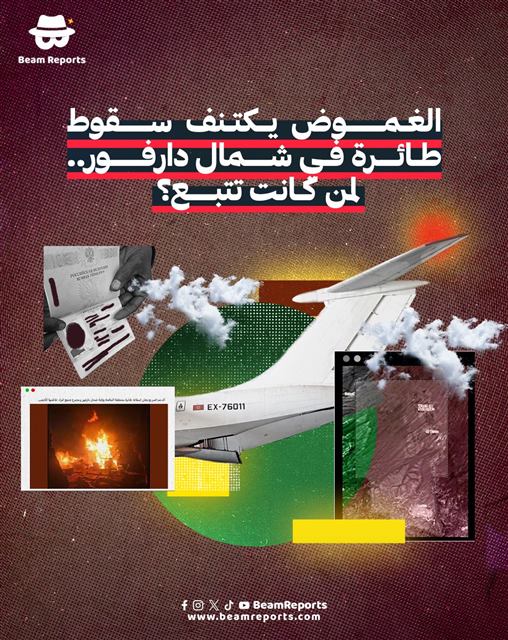 Beam Reports
الغموض يكتنف سقوط
طائرة في شمال دارفور..
لمن كانت تتبع؟
EX-76011
BeamReports
www.beamreports.com